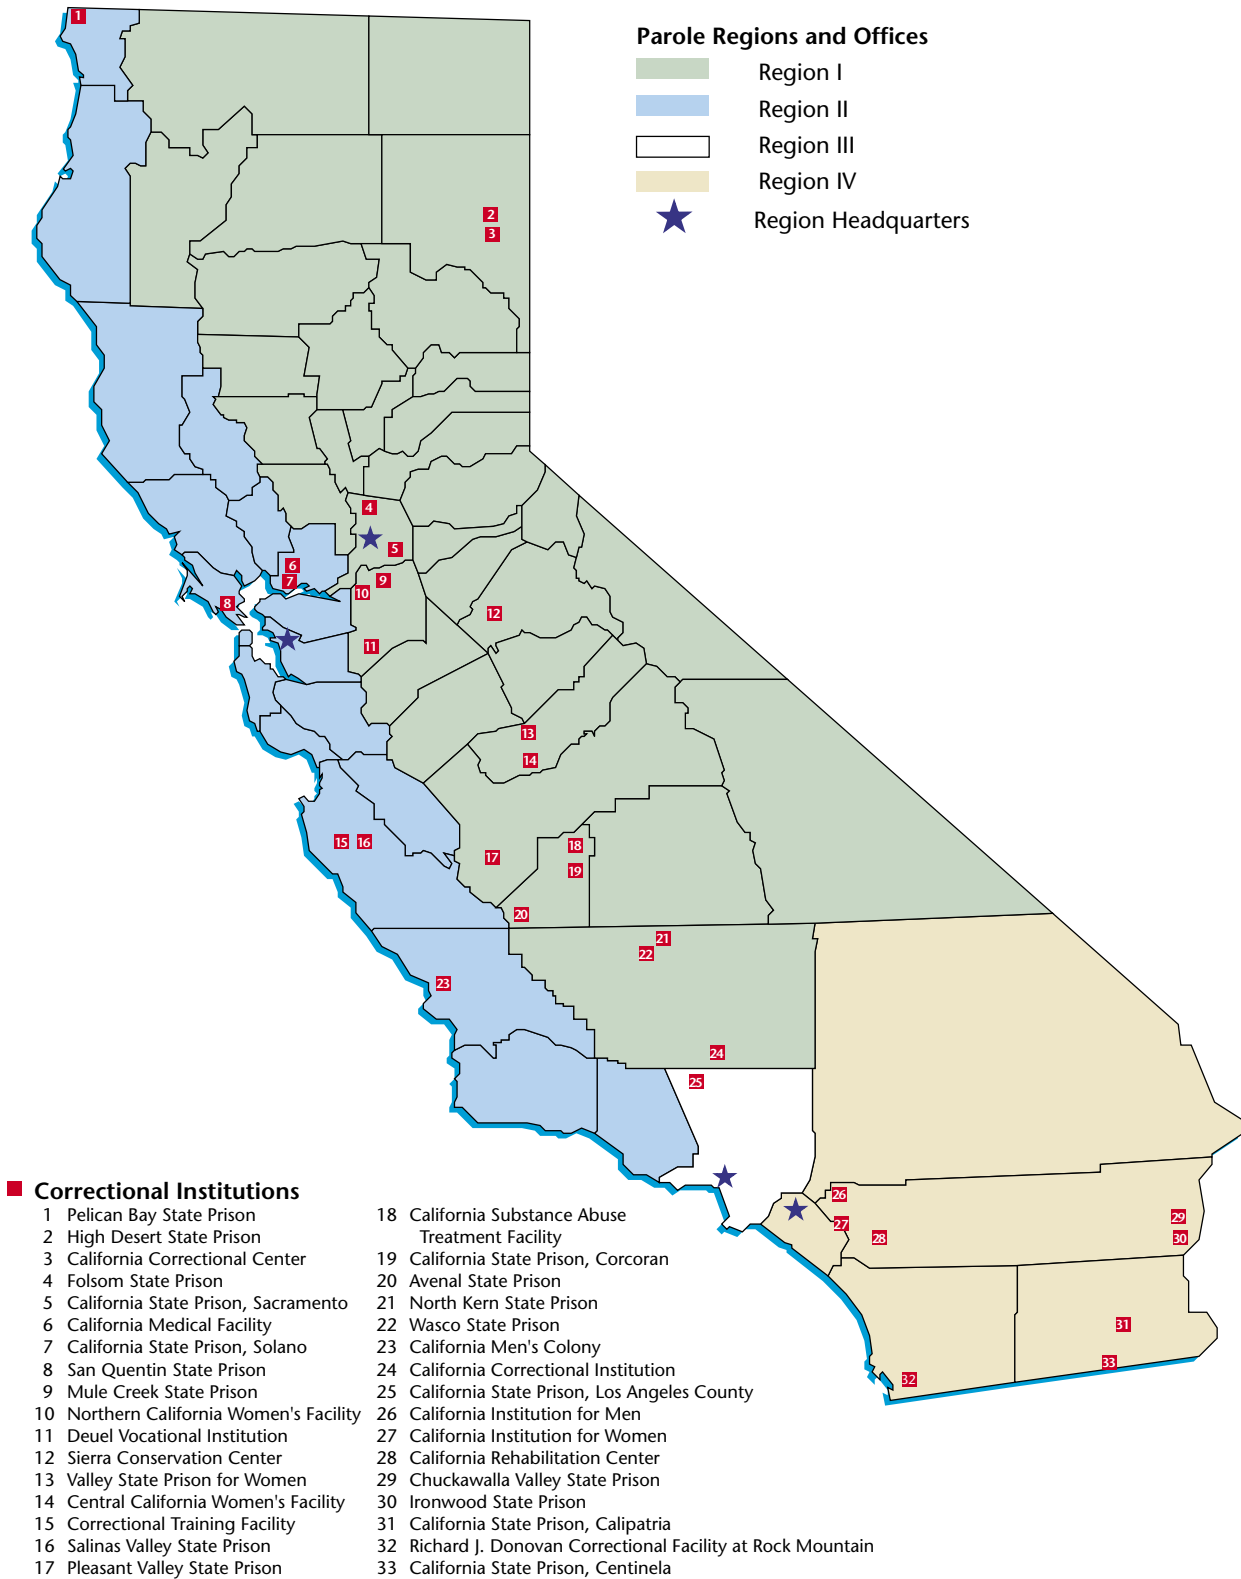 Parole Regions and Offices
Region I
Region II
Region III
Region IV
Region Headquarters
1
2
3
4
5
6
7
8
9
10
11
12
13
14
15 16
17
18
19
20
21
22
23
24
25
26
27
28
29
30
31
32
33
Correctional Institutions
1 Pelican Bay State Prison
2 High Desert State Prison
3 California Correctional Center
4 Folsom State Prison
5 California State Prison, Sacramento
6 California Medical Facility
7 California State Prison, Solano
8 San Quentin State Prison
9 Mule Creek State Prison
10 Northern California Women's Facility
11 Deuel Vocational Institution
12 Sierra Conservation Center
13 Valley State Prison for Women
14 Central California Women's Facility
15 Correctional Training Facility
16 Salinas Valley State Prison
17 Pleasant Valley State Prison
18 California Substance Abuse
Treatment Facility
19 California State Prison, Corcoran
20 Avenal State Prison
21 North Kern State Prison
22 Wasco State Prison
23 California Men's Colony
24 California Correctional Institution
25 California State Prison, Los Angeles County
26 California Institution for Men
27 California Institution for Women
28 California Rehabilitation Center
29 Chuckawalla Valley State Prison
30 Ironwood State Prison
31 California State Prison, Calipatria
32 Richard J. Donovan Correctional Facility at Rock Mountain
33 California State Prison, Centinela